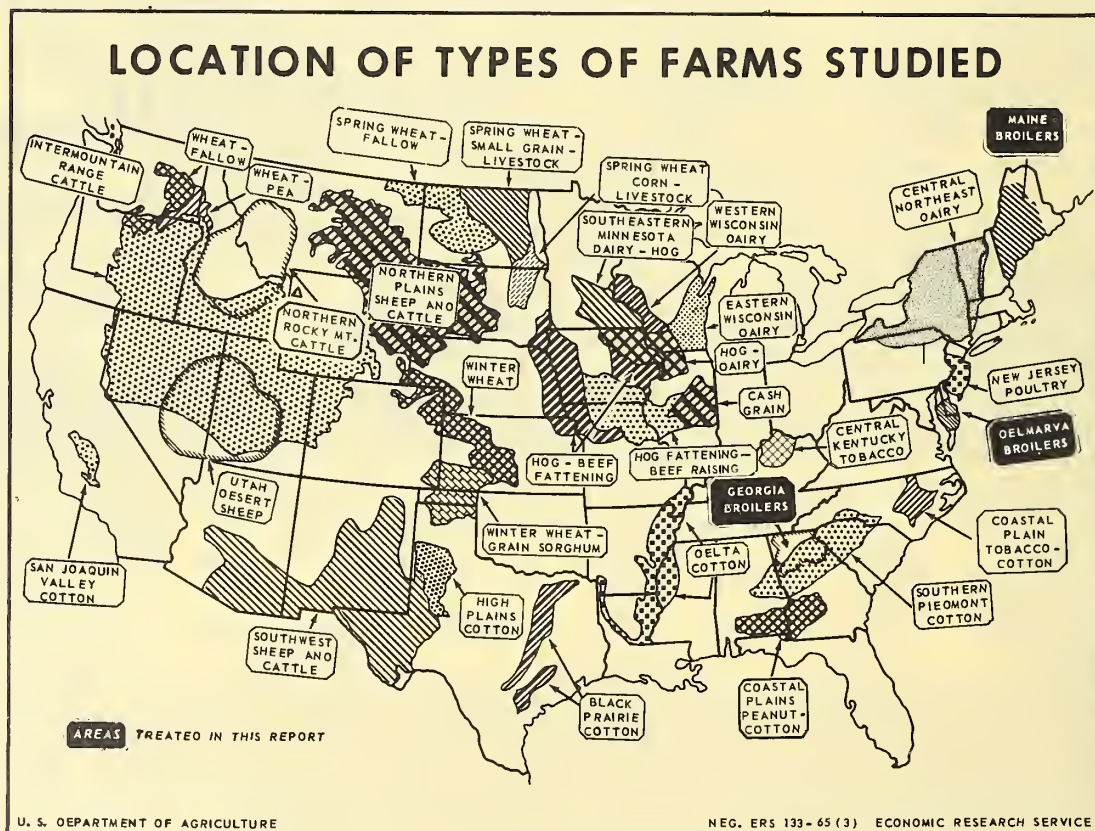 LOCATION OF TYPES OF FARMS STUDIED
INTERMOUNTAIN
RANGE
CATTLE
WHEAT-
FALLOW
WHEAT-
PEA
SPRING WHEAT-
FALLOW
SPRING WHEAT-
SMALL GRAIN-
LIVESTOCK
SPRING WHEAT
CORN-
LIVESTOCK
SOUTHEASTERN
MINNESOTA
DAIRY-HOG
WESTERN
WISCONSIN
OAIRY
CENTRAL
NORTHEAST
OAIRY
MAINE
BROILERS
NORTHERN
PLAINS
SHEEP AND
CATTLE
NORTHERN
ROCKY MT.
CATTLE
EASTERN
WISCONSIN
OAIRY
HOG-
OAIRY
WINTER
WHEAT
CASH
GRAIN
NEW JERSEY
POULTRY
OELMARVA
BROILERS
CENTRAL
KENTUCKY
TOBACCO
HOG-BEEF
FATTENING
HOG FATTENING-
BEEF RAISING
UTAH
OESERT
SHEEP
GEORGIA
BROILERS
WINTER WHEAT-
GRAIN SORGHUM
OELTA
COTTON
COASTAL
PLAIN
TOBACCO-
COTTON
SAN JOAQUIN
VALLEY
COTTON
HIGH
PLAINS
COTTON
SOUTHERN
PIEOMONT
COTTON
SOUTHWEST
SHEEP ANO
CATTLE
BLACK
PRAIRIE
COTTON
COASTAL
PLAINS
PEANUT-
COTTON
AREAS TREATED IN THIS REPORT
U. S. OEPARTMENT OF AGRICULTURE
NEG. ERS 133-65 (3) ECONOMIC RESEARCH SERVICE